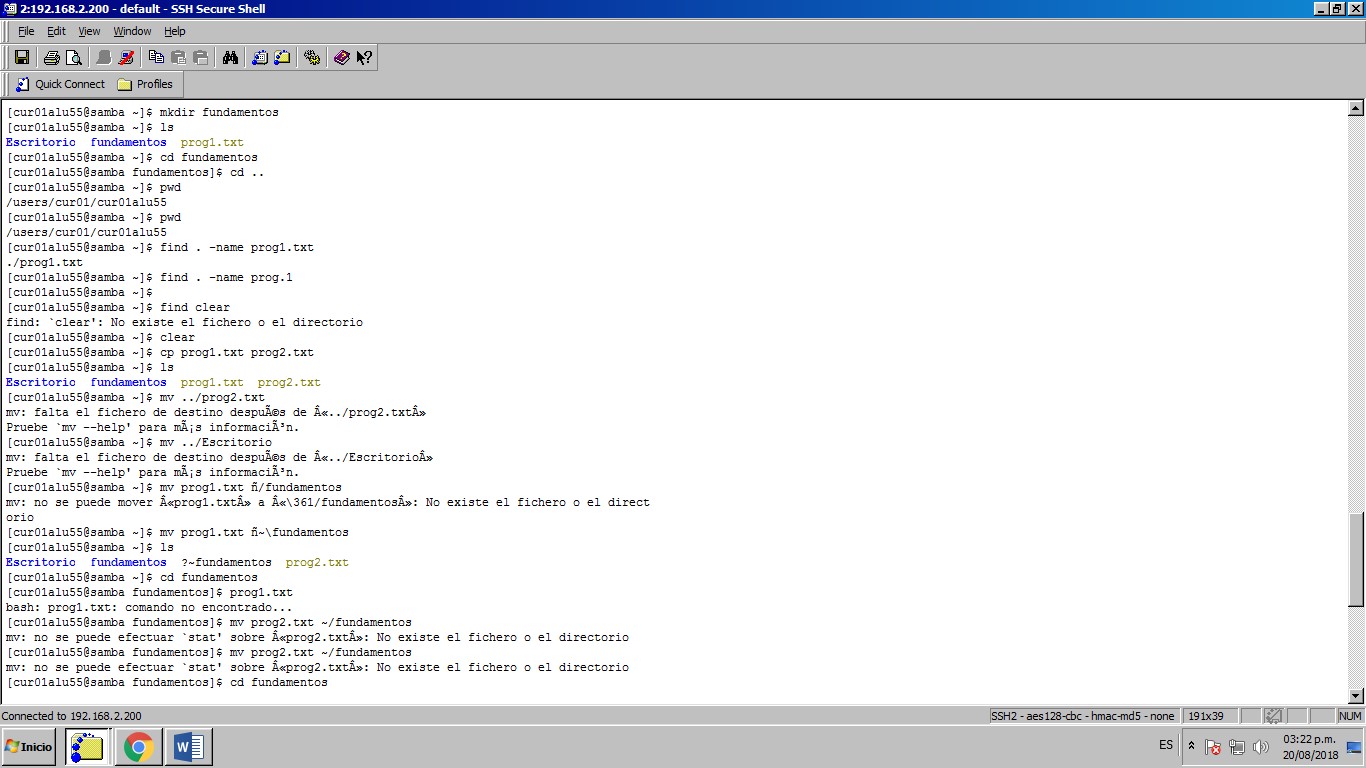 2:192.168.2.200 - default - SSH Secure Shell
File Edit View Window Help
Quick Connect Profiles
[cur01alu55@samba ~]$ mkdir fundamentos
[cur01alu55@samba ~]$ ls
Escritorio fundamentos prog1.txt
[cur01alu55@samba ~]$ cd fundamentos
[cur01alu55@samba fundamentos]$ cd ..
[cur01alu55@samba ~]$ pwd
/users/cur01/cur01alu55
[cur01alu55@samba ~]$ pwd
/users/cur01/cur01alu55
[cur01alu55@samba ~]$ find . -name prog1.txt
./prog1.txt
[cur01alu55@samba ~]$ find . -name prog.1
[cur01alu55@samba ~]$
[cur01alu55@samba ~]$ find clear
find: `clear': No existe el fichero o el directorio
[cur01alu55@samba ~]$ clear
[cur01alu55@samba ~]$ cp prog1.txt prog2.txt
[cur01alu55@samba ~]$ ls
Escritorio fundamentos prog1.txt prog2.txt
[cur01alu55@samba ~]$ mv ../prog2.txt
mv: falta el fichero de destino despuÃ©s de Â«../prog2.txtÂ»
Pruebe `mv --help' para mÃ¡s informaciÃ³n.
[cur01alu55@samba ~]$ mv ../Escritorio
mv: falta el fichero de destino despuÃ©s de Â«../EscritorioÂ»
Pruebe `mv --help' para mÃ¡s informaciÃ³n.
[cur01alu55@samba ~]$ mv prog1.txt ñ/fundamentos
mv: no se puede mover Â«prog1.txtÂ» a Â«\361/fundamentosÂ»: No existe el fichero o el direct
orio
[cur01alu55@samba ~]$ mv prog1.txt ñ~\fundamentos
[cur01alu55@samba ~]$ ls
Escritorio fundamentos ?~fundamentos prog2.txt
[cur01alu55@samba ~]$ cd fundamentos
[cur01alu55@samba fundamentos]$ prog1.txt
bash: prog1.txt: comando no encontrado...
[cur01alu55@samba fundamentos]$ mv prog2.txt ~/fundamentos
mv: no se puede efectuar `stat' sobre Â«prog2.txtÂ»: No existe el fichero o el directorio
[cur01alu55@samba fundamentos]$ mv prog2.txt ~/fundamentos
mv: no se puede efectuar `stat' sobre Â«prog2.txtÂ»: No existe el fichero o el directorio
[cur01alu55@samba fundamentos]$ cd fundamentos
Connected to 192.168.2.200 SSH2 - aes128-cbc - hmac-md5 - none 191x39 NUM
Inicio W ES 03:22 p.m.
20/08/2018